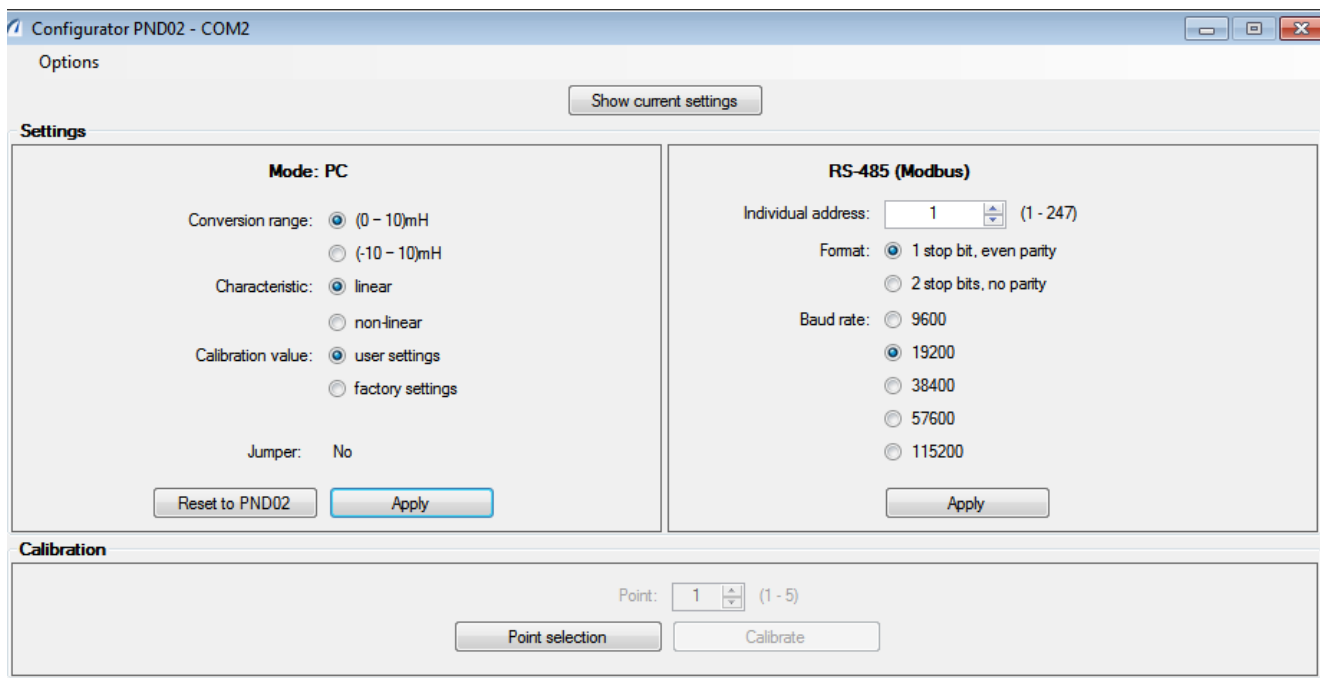 Configurator PND02 - COM2
Options
Show current settings
Settings
Mode: PC
Conversion range: (0 – 10)mH
(-10 – 10)mH
Characteristic: linear
non-linear
Calibration value: user settings
factory settings
Jumper: No
Reset to PND02 Apply
RS-485 (Modbus)
Individual address: 1 (1 - 247)
Format: 1 stop bit, even parity
2 stop bits, no parity
Baud rate: 9600
19200
38400
57600
115200
Apply
Calibration
Point: 1 (1 - 5)
Point selection Calibrate